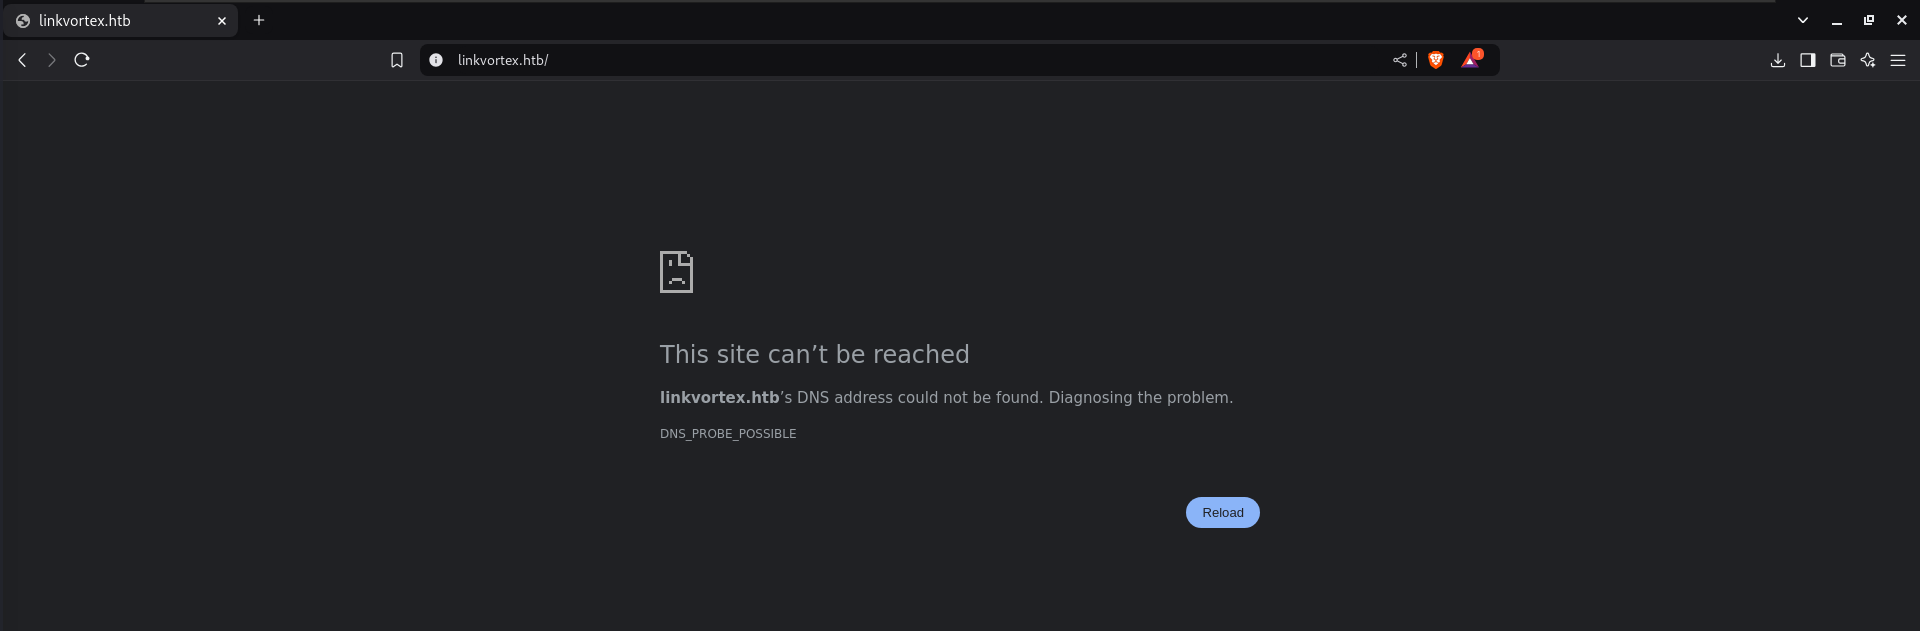 linkvortex.htb
linkvortex.htb/
1
This site can’t be reached
linkvortex.htb’s DNS address could not be found. Diagnosing the problem.
DNS_PROBE_POSSIBLE
Reload